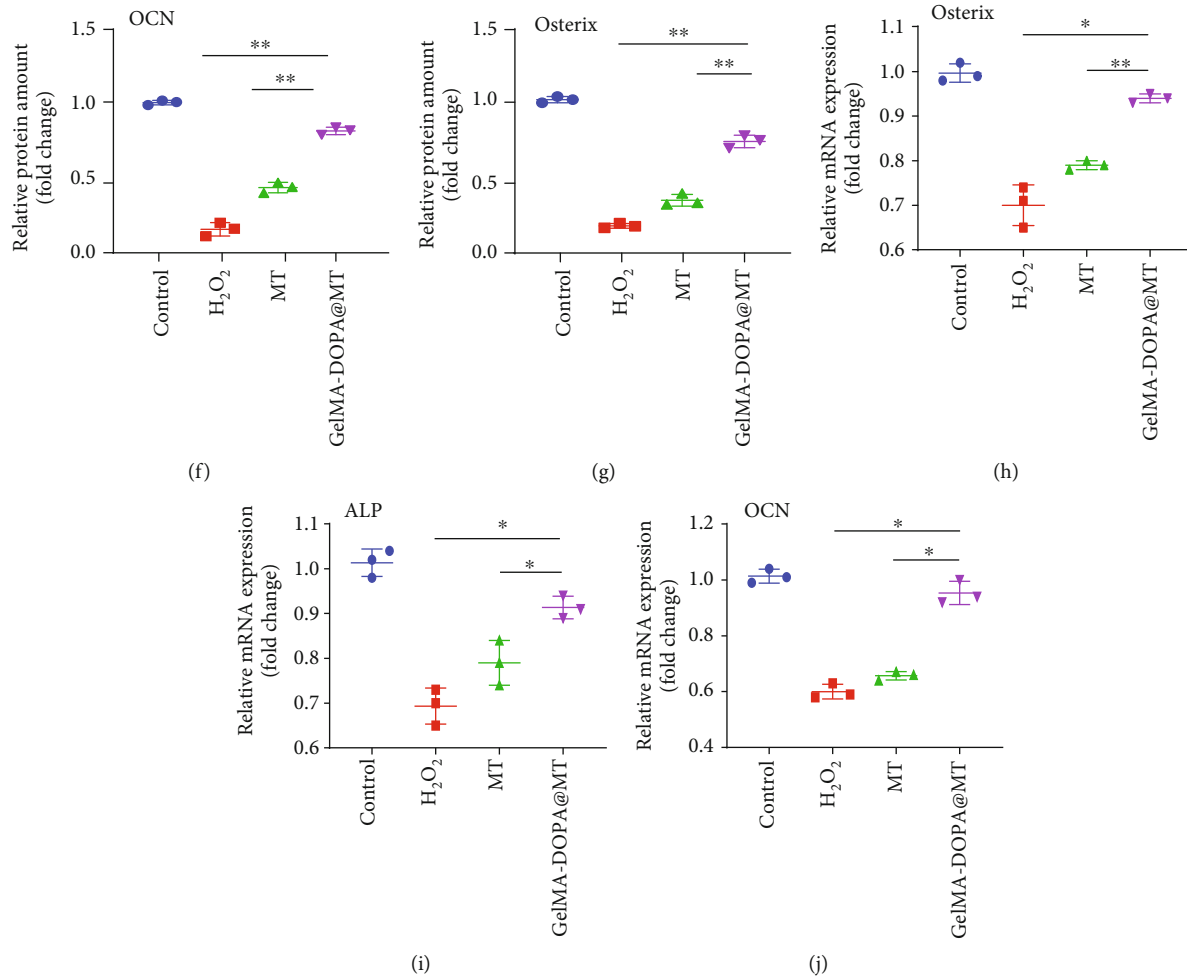 OCN
Relative protein amount
(fold change)
1.5
1.0
0.5
0.0
**
**
Control
H₂O₂
MT
GelMA-DOPA@MT
(f)
Osterix
Relative protein amount
(fold change)
1.5
1.0
0.5
0.0
**
**
Control
H₂O₂
MT
GelMA-DOPA@MT
(g)
Osterix
Relative mRNA expression
(fold change)
1.1
1.0
0.9
0.8
0.7
0.6
*
**
Control
H₂O₂
MT
GelMA-DOPA@MT
(h)
ALP
Relative mRNA expression
(fold change)
1.1
1.0
0.9
0.8
0.7
0.6
*
*
Control
H₂O₂
MT
GelMA-DOPA@MT
(i)
OCN
Relative mRNA expression
(fold change)
1.2
1.0
0.8
0.6
0.4
*
*
Control
H₂O₂
MT
GelMA-DOPA@MT
(j)